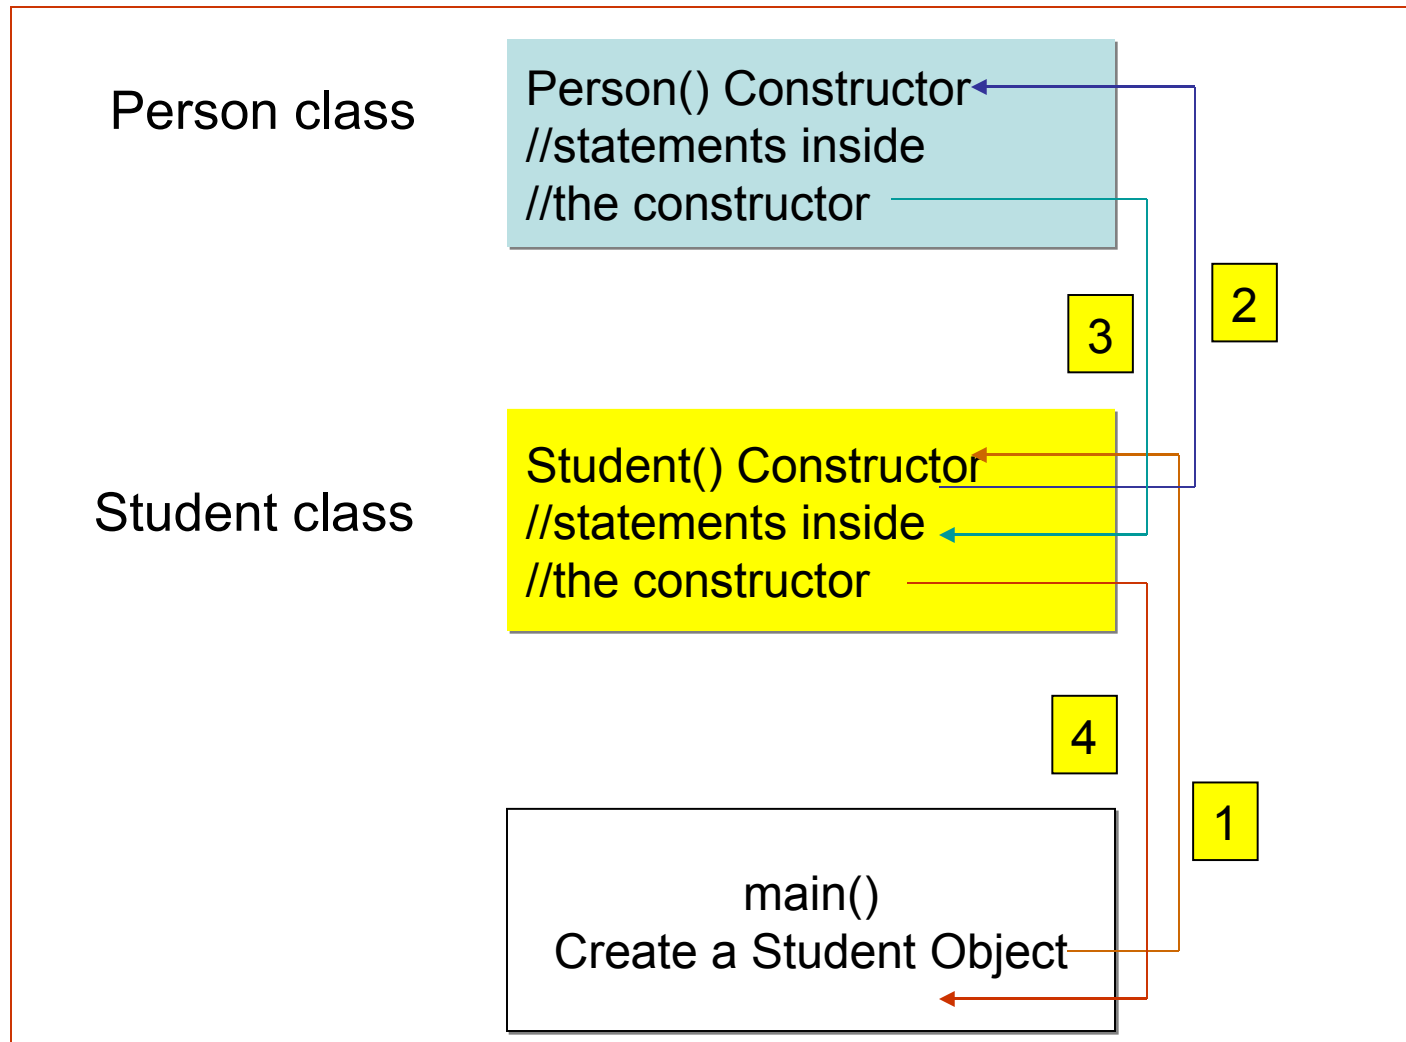 Person class
Person() Constructor
//statements inside
//the constructor
2
3
Student class
Student() Constructor
//statements inside
//the constructor
4
1
main()
Create a Student Object